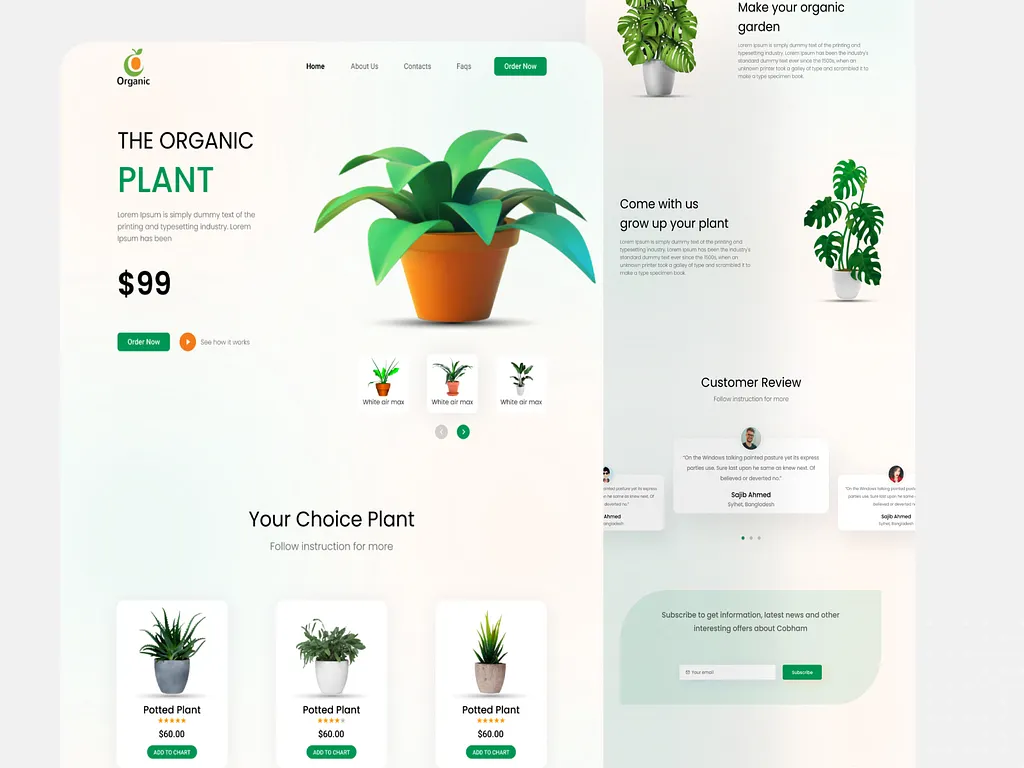 Organic
Home
About Us
Contacts
Faqs
Order Now
THE ORGANIC
PLANT
Lorem Ipsum is simply dummy text of the
printing and typesetting industry. Lorem
Ipsum has been
$99
Order Now
See how it works
White air max
White air max
White air max
Your Choice Plant
Follow instruction for more
Potted Plant
$60.00
ADD TO CHART
Potted Plant
$60.00
ADD TO CHART
Potted Plant
$60.00
ADD TO CHART
Make your organic
garden
Lorem Ipsum is simply dummy text of the printing and
typesetting industry. Lorem Ipsum has been the industry's
standard dummy text ever since the 1500s, when an
unknown printer took a galley of type and scrambled it to
make a type specimen book.
Come with us
grow up your plant
Lorem Ipsum is simply dummy text of the printing and
typesetting industry. Lorem Ipsum has been the industry's
standard dummy text ever since the 1500s, when an
unknown printer took a galley of type and scrambled it to
make a type specimen book.
Customer Review
Follow instruction for more
painted posture yet its express
on he same as knew next. Of
deverted no."
Ahmed
Bangladesh
"On the Windows talking painted posture yet its express
parties use. Sure last upon he same as knew next. Of
believed or deverted no."
Sajib Ahmed
Sylhet, Bangladesh
"On the Windows talking painted
parties use. Sure last upon he same
believed or deverted
Sajib Ahmed
Sylhet, Bangladesh
Subscribe to get information, latest news and other
interesting offers about Cobham
Your email
Subscribe